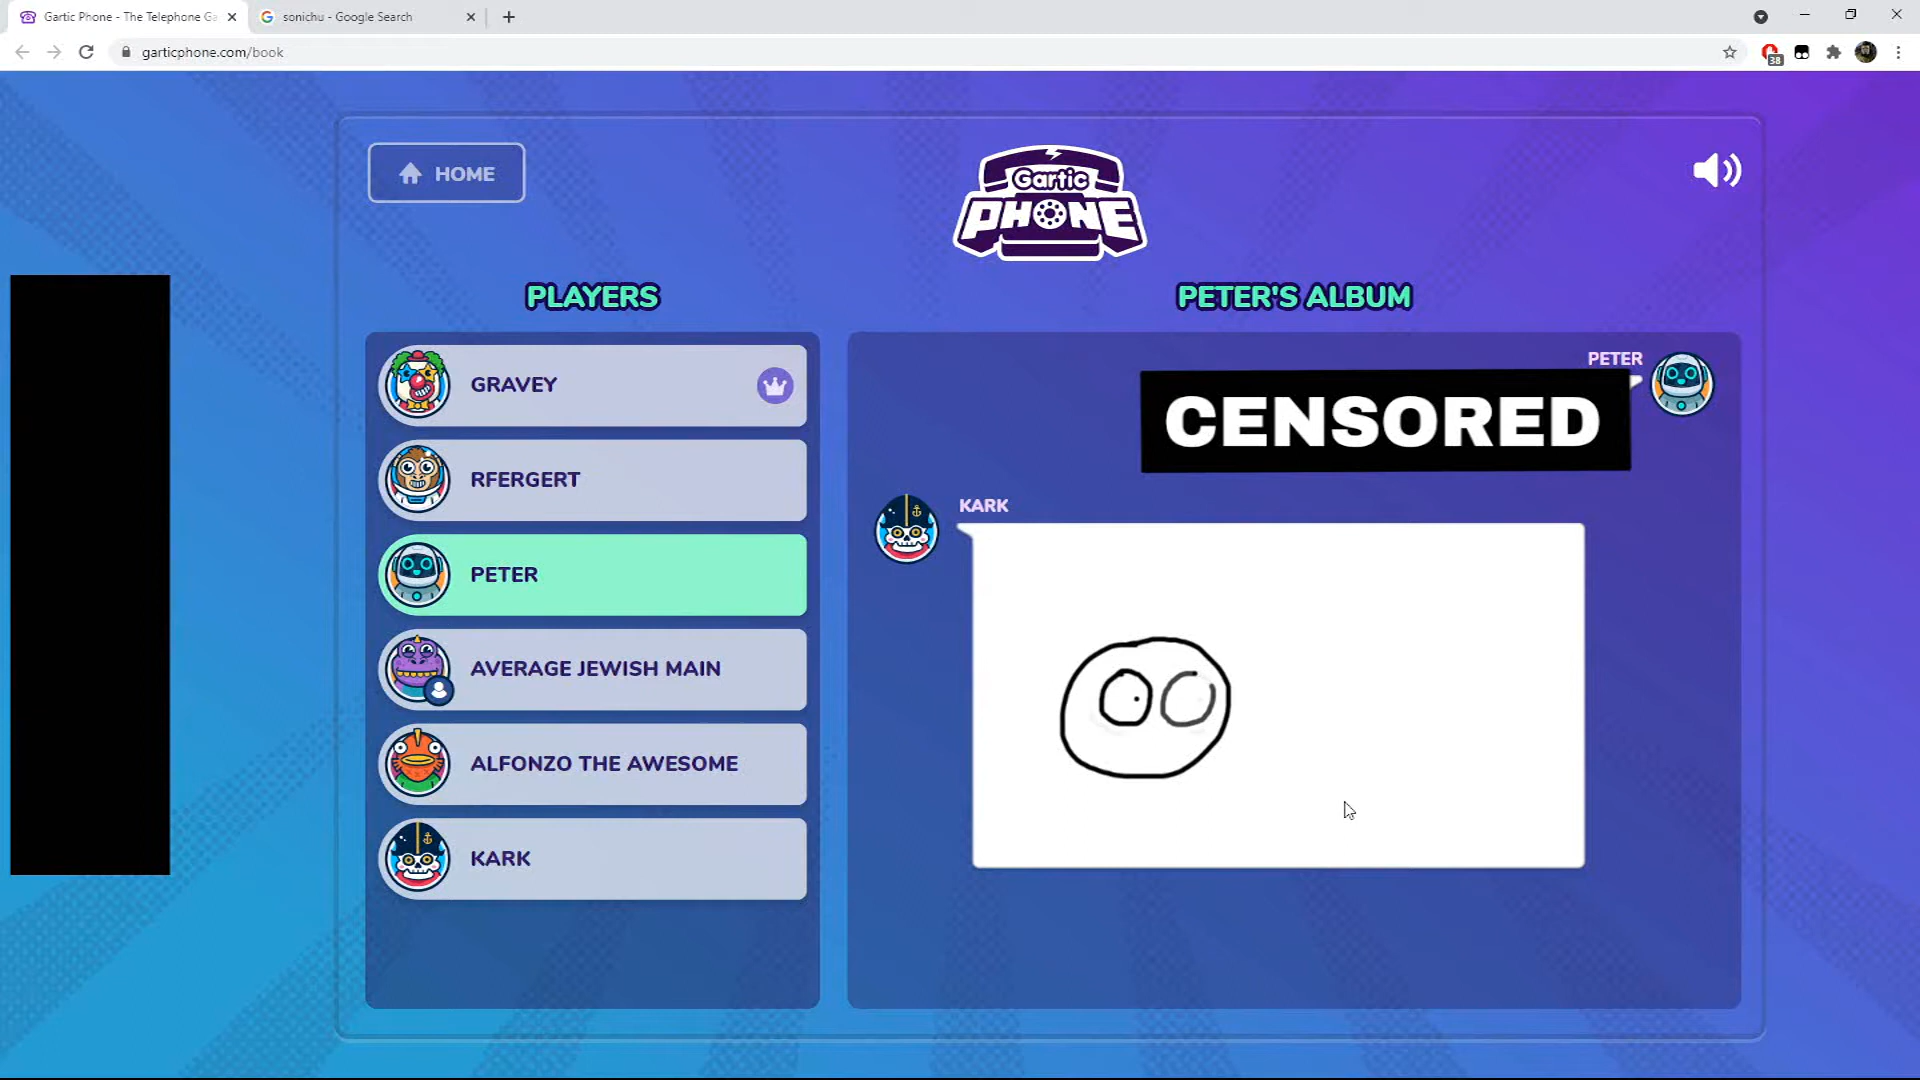 Gartic Phone - The Telephone Ga
sonichu - Google Search
garticphone.com/book
38
HOME
Gartic
PHONE
PLAYERS
PETER'S ALBUM
GRAVEY
RFERGERT
PETER
AVERAGE JEWISH MAIN
ALFONZO THE AWESOME
KARK
PETER
CENSORED
KARK